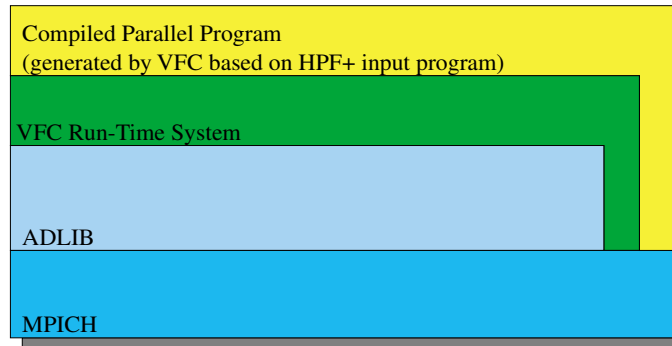 Compiled Parallel Program
(generated by VFC based on HPF+ input program)
VFC Run-Time System
ADLIB
MPICH